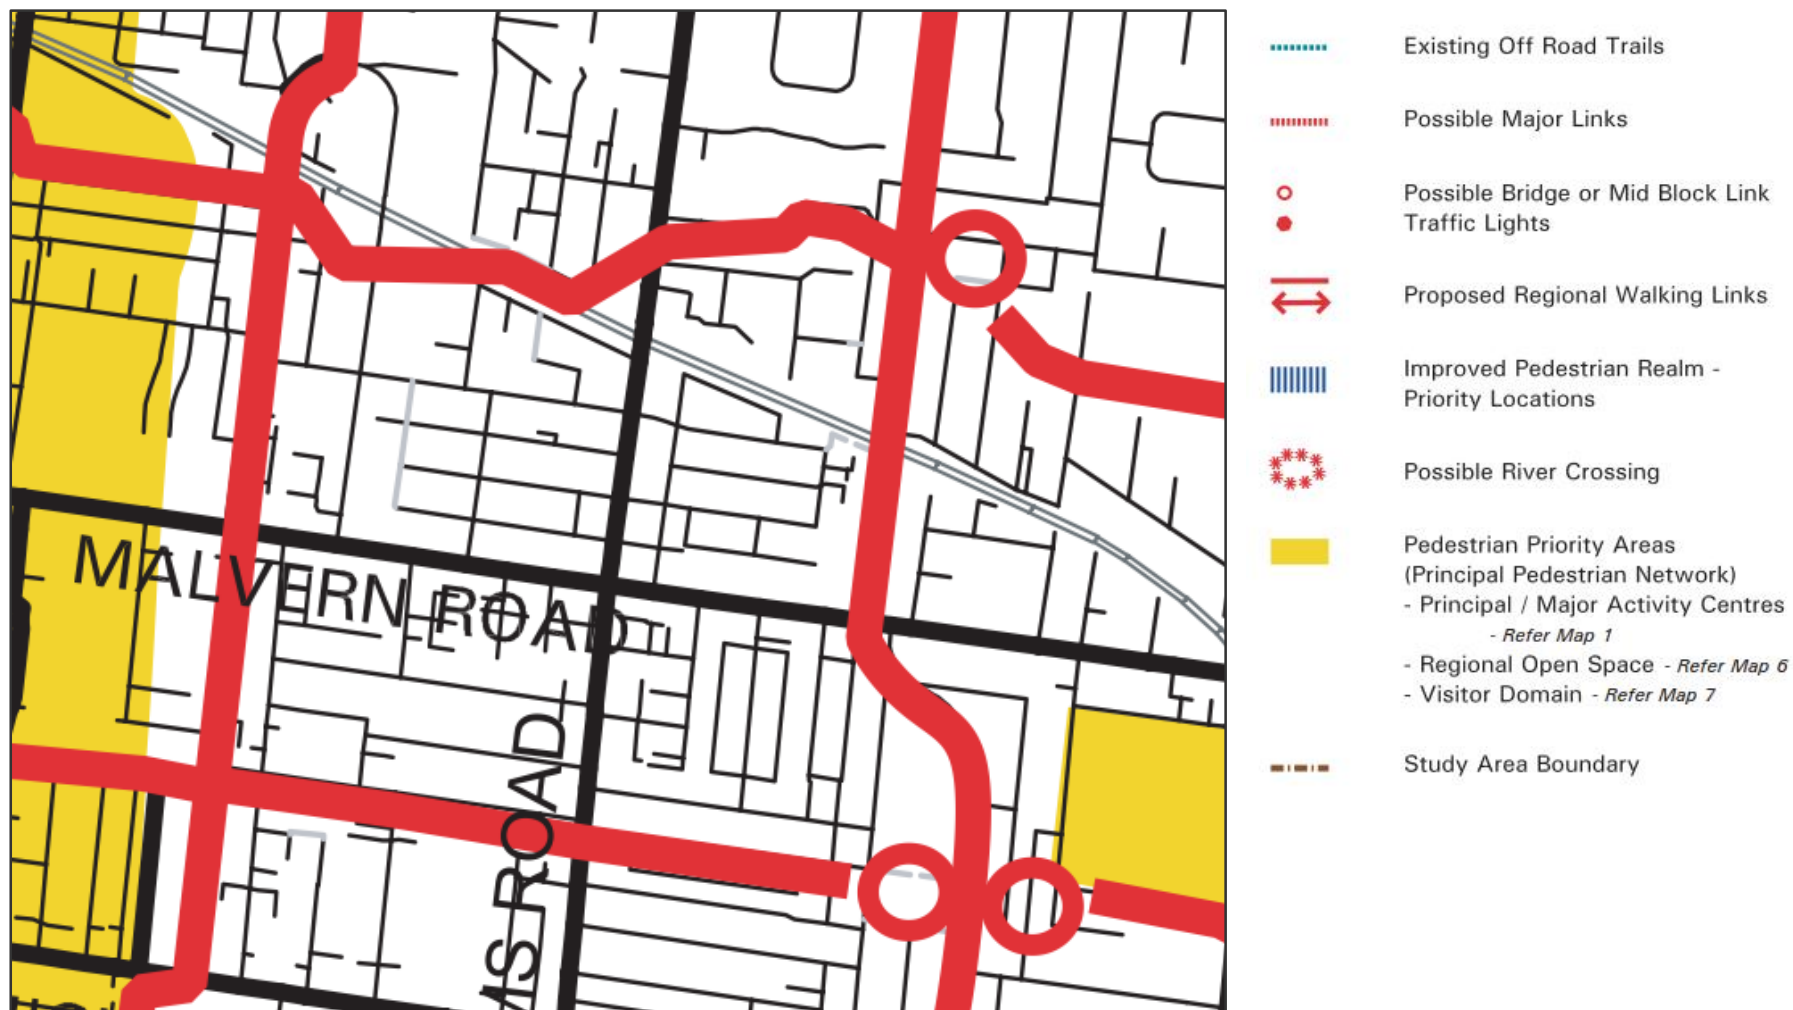 MALVERN ROAD
MS ROAD
Existing Off Road Trails
Possible Major Links
Possible Bridge or Mid Block Link
Traffic Lights
Proposed Regional Walking Links
Improved Pedestrian Realm -
Priority Locations
Possible River Crossing
Pedestrian Priority Areas
(Principal Pedestrian Network)
- Principal / Major Activity Centres
- Refer Map 1
- Regional Open Space - Refer Map 6
- Visitor Domain - Refer Map 7
Study Area Boundary